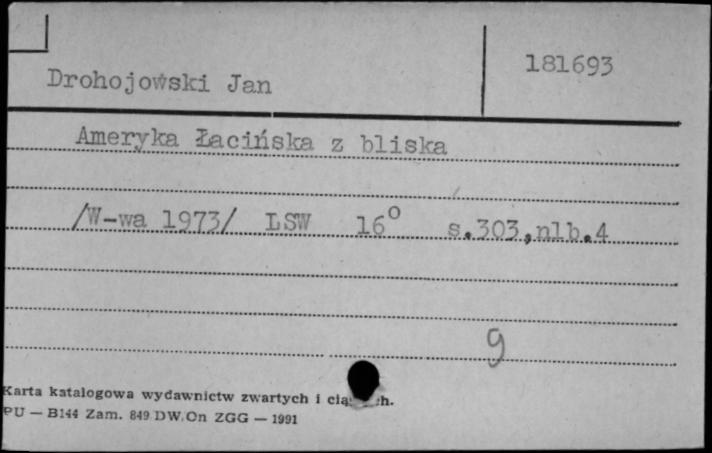 181693
Drohojowski Jan
Ameryka Łacińska z bliska
/W-wa 1973/ LSW 16° s.303,nlb.4
9
Karta katalogowa wydawnictw zwartych i
PU — B144 Zam. 849 DW.On ZGG — 1991